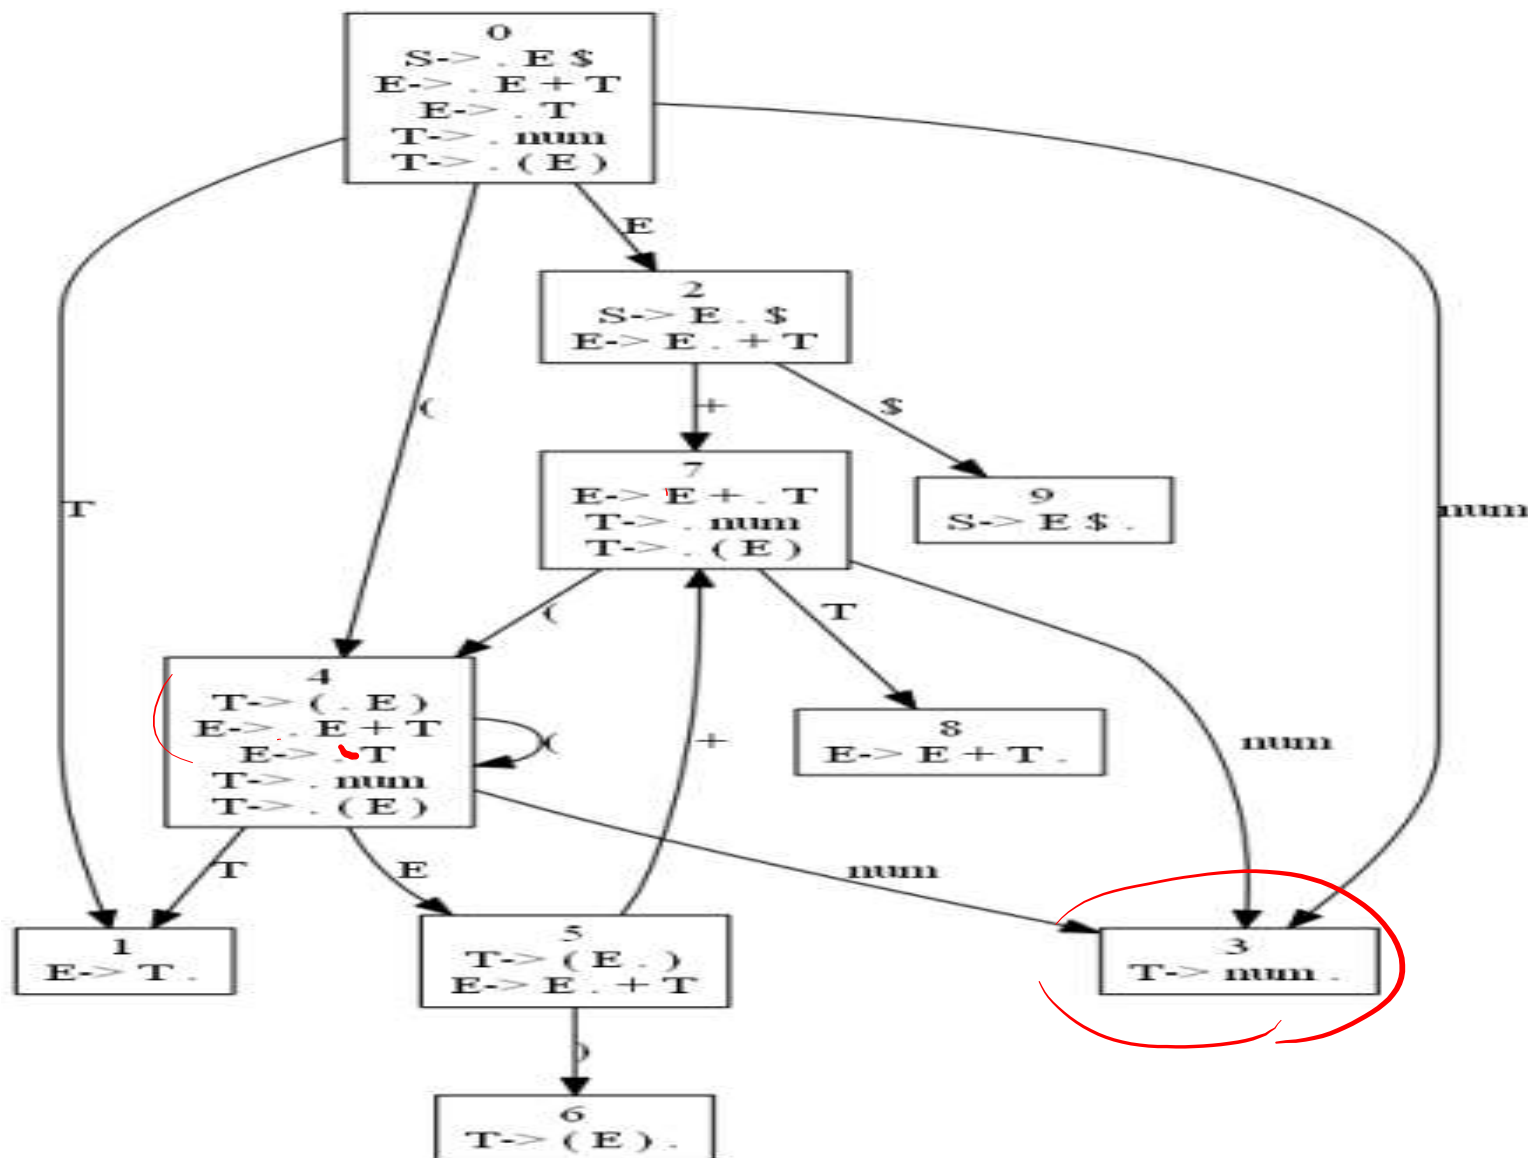 0
S-> . E $
E-> . E + T
E-> . T
T-> . num
T-> . ( E )
E
2
S-> E . $
E-> E . + T
(
+
$
7
E-> E + . T
T-> . num
T-> . ( E )
9
S-> E $ .
T
num
(
T
4
T-> ( . E )
E-> . E + T
E-> . T
T-> . num
T-> . ( E )
(
+
8
E-> E + T .
num
T
E
num
1
E-> T .
5
T-> ( E . )
E-> E . + T
3
T-> num .
)
6
T-> ( E ) .